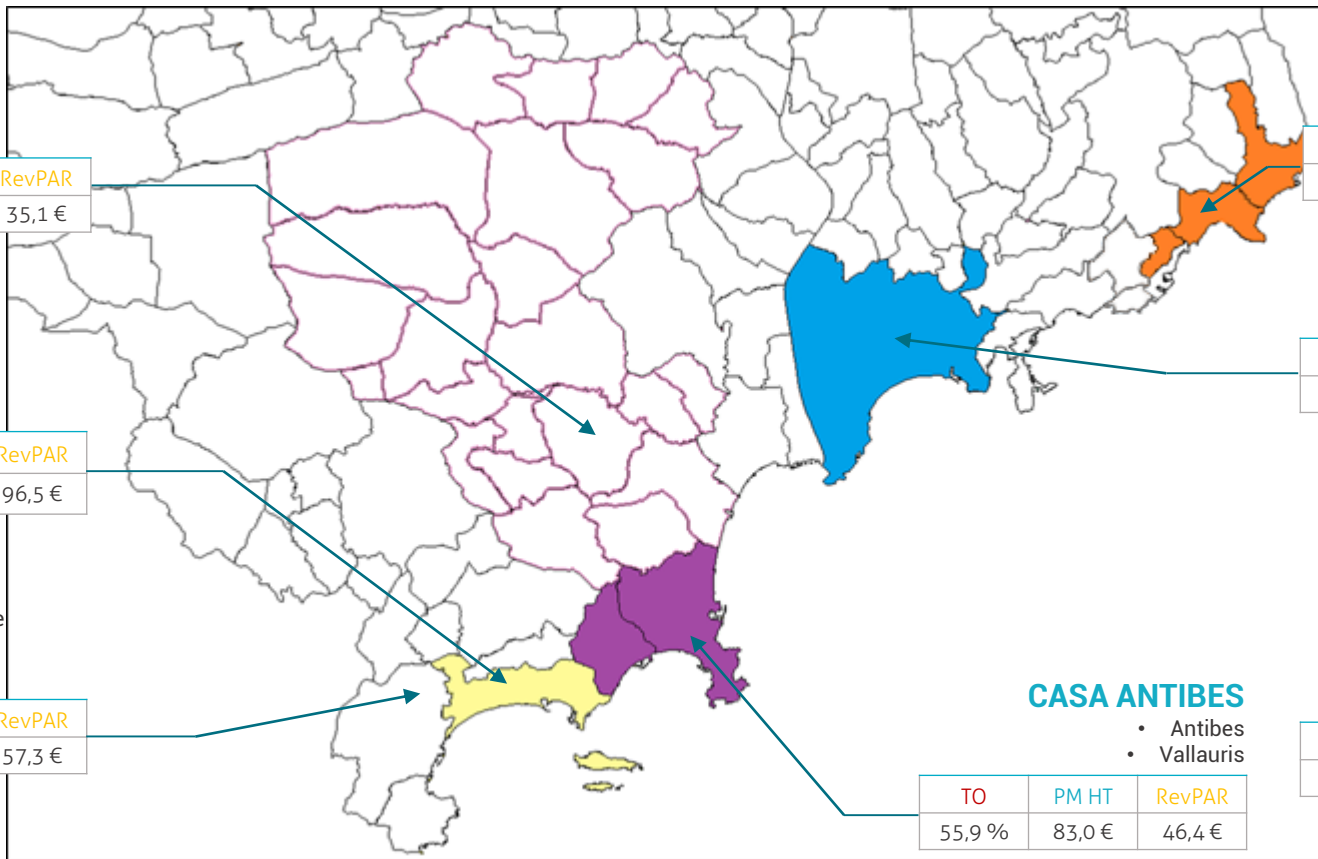 RevPAR
35,1 €
RevPAR
96,5 €
e
RevPAR
57,3 €
CASA ANTIBES
• Antibes
• Vallauris
TO PM HT RevPAR
55,9 % 83,0 € 46,4 €